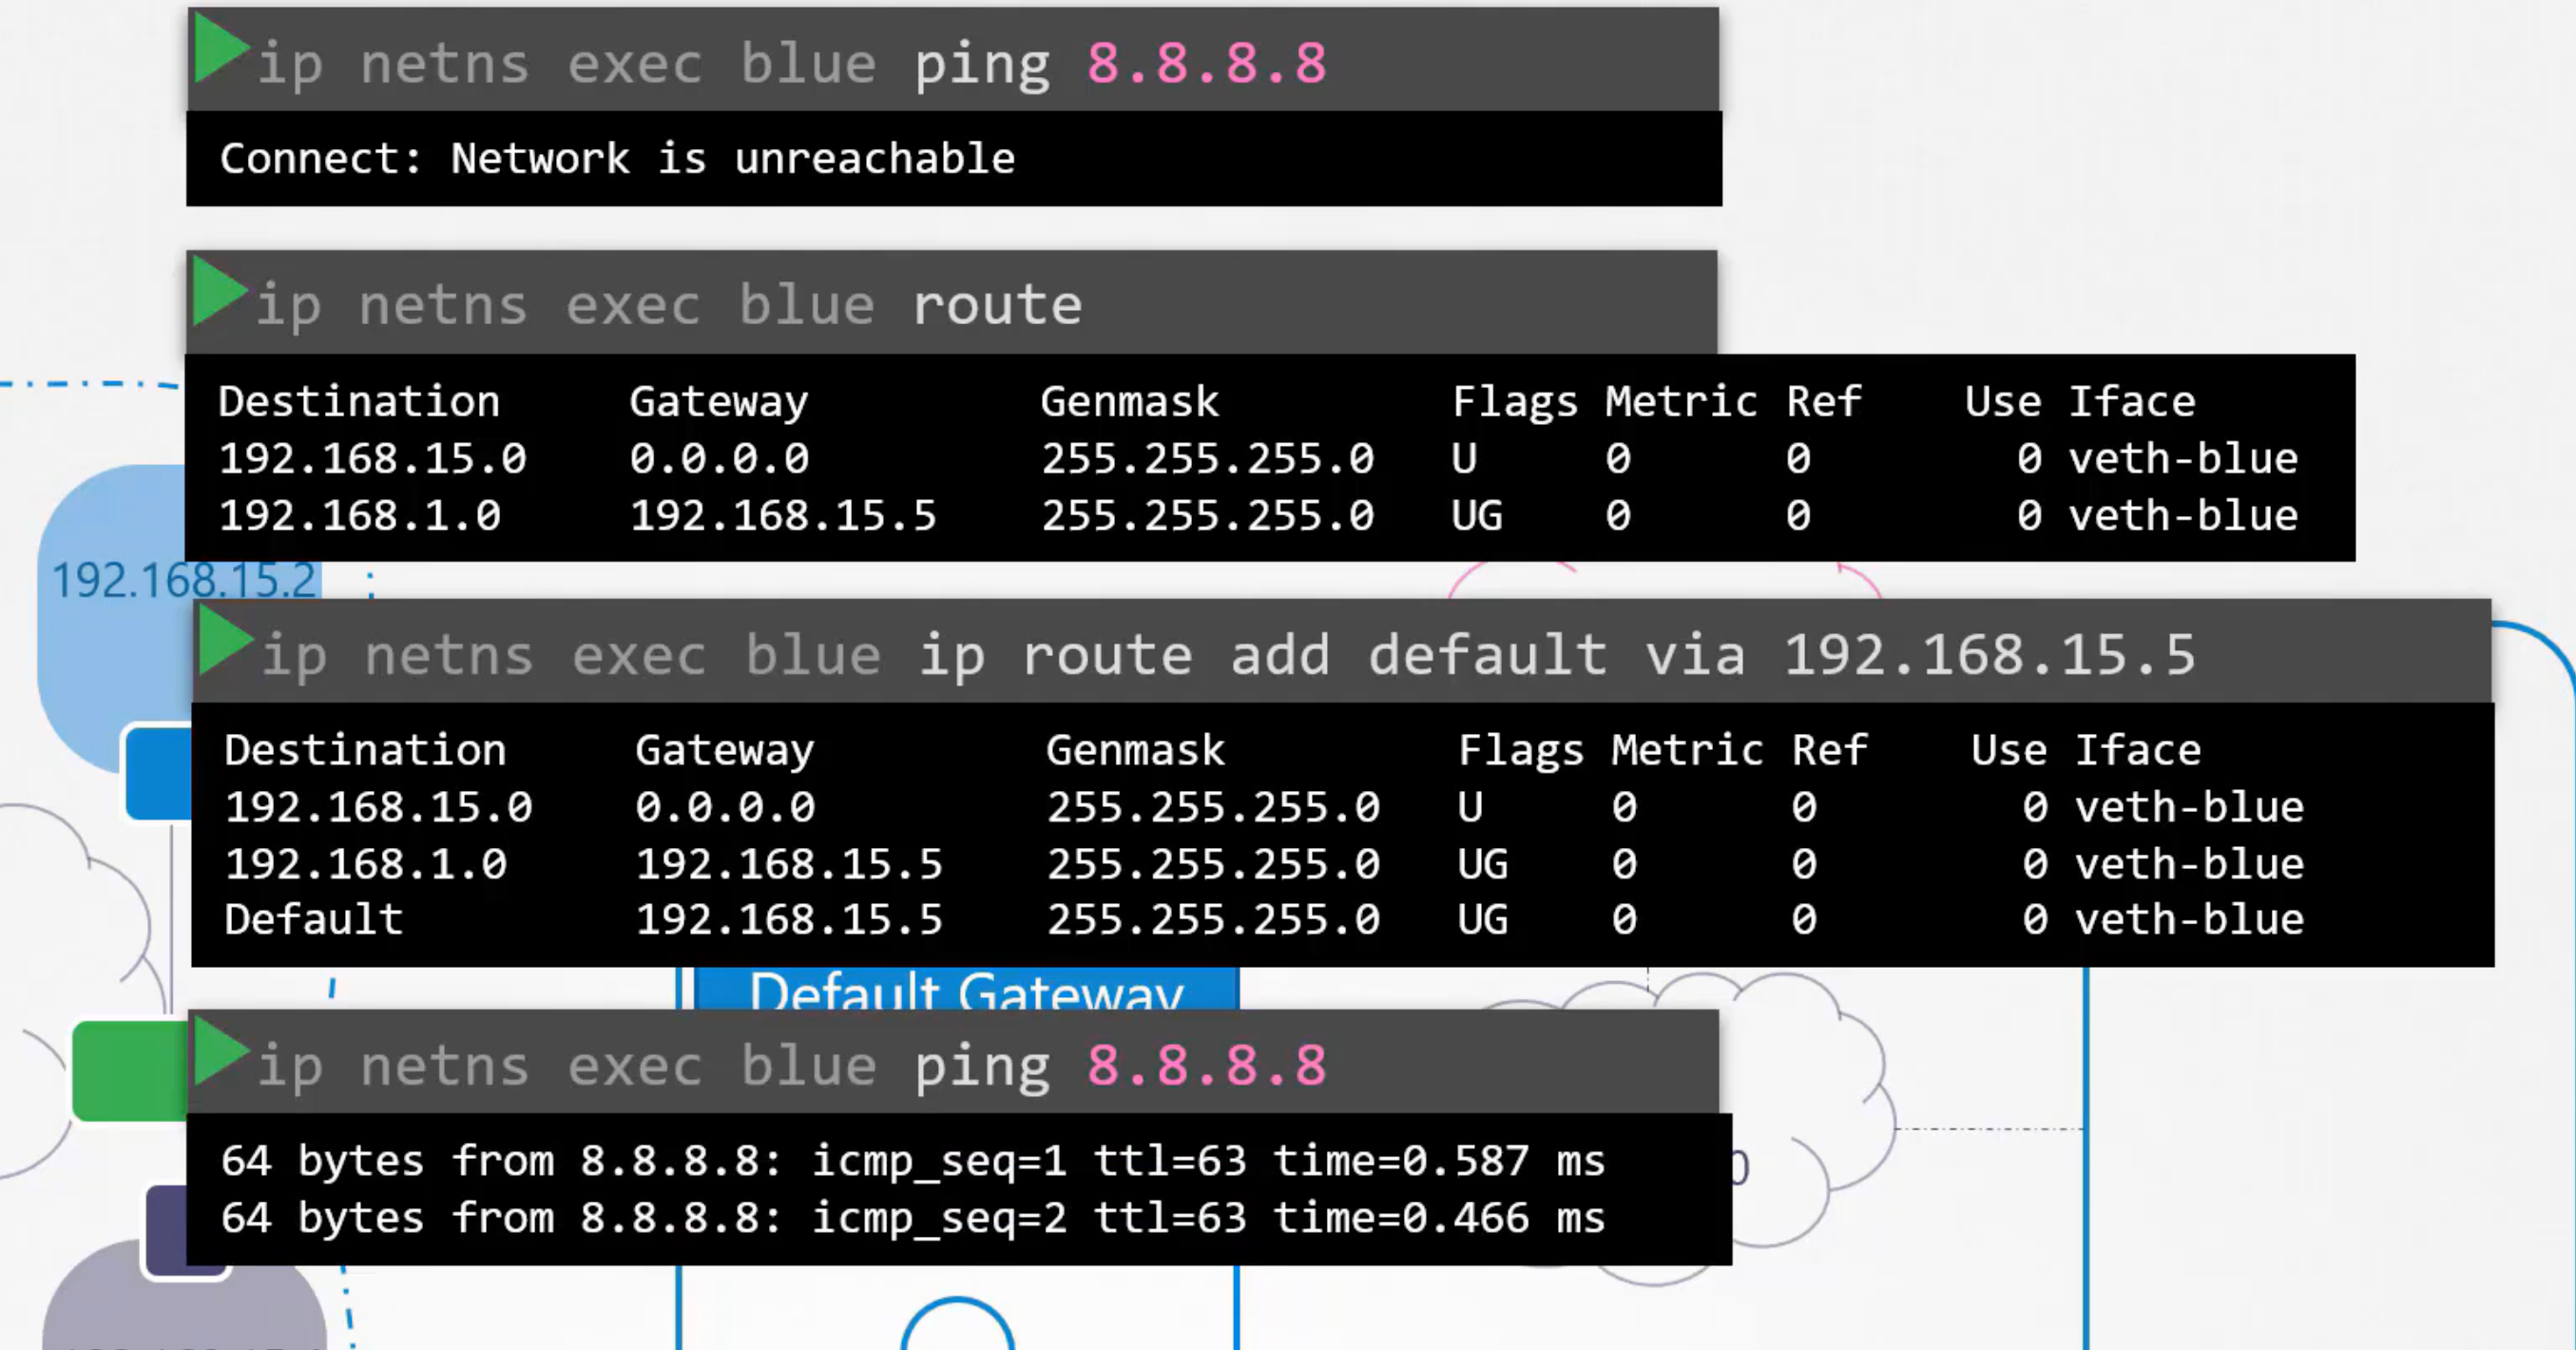 ip netns exec blue ping 8.8.8.8
Connect: Network is unreachable
ip netns exec blue route
Destination Gateway Genmask Flags Metric Ref Use Iface
192.168.15.0 0.0.0.0 255.255.255.0 U 0 0 0 veth-blue
192.168.1.0 192.168.15.5 255.255.255.0 UG 0 0 0 veth-blue
192.168.15.2
ip netns exec blue ip route add default via 192.168.15.5
Destination Gateway Genmask Flags Metric Ref Use Iface
192.168.15.0 0.0.0.0 255.255.255.0 U 0 0 0 veth-blue
192.168.1.0 192.168.15.5 255.255.255.0 UG 0 0 0 veth-blue
Default 192.168.15.5 255.255.255.0 UG 0 0 0 veth-blue
Default Gateway
ip netns exec blue ping 8.8.8.8
64 bytes from 8.8.8.8: icmp_seq=1 ttl=63 time=0.587 ms
64 bytes from 8.8.8.8: icmp_seq=2 ttl=63 time=0.466 ms